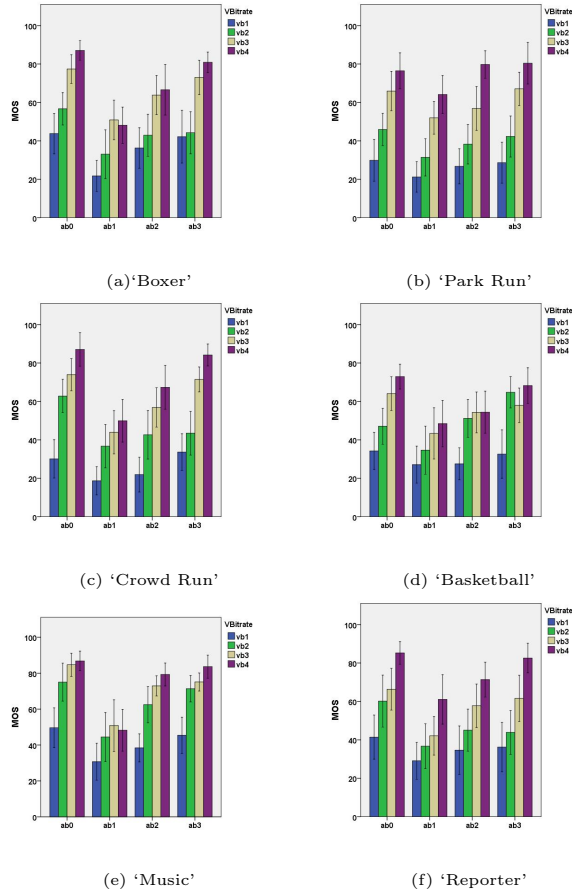 VBitrate
100
vb1
vb2
80
vb3
vb4
60
MOS
40
20
0
ab0 ab1 ab2 ab3
(a)‘Boxer’
VBitrate
100
vb1
vb2
80
vb3
vb4
60
MOS
40
20
0
ab0 ab1 ab2 ab3
(b) ‘Park Run’
VBitrate
100
vb1
vb2
80
vb3
vb4
60
MOS
40
20
0
ab0 ab1 ab2 ab3
(c) ‘Crowd Run’
VBitrate
100
vb1
vb2
80
vb3
vb4
60
MOS
40
20
0
ab0 ab1 ab2 ab3
(d) ‘Basketball’
VBitrate
100
vb1
vb2
80
vb3
vb4
60
MOS
40
20
0
ab0 ab1 ab2 ab3
(e) ‘Music’
VBitrate
100
vb1
vb2
80
vb3
vb4
60
MOS
40
20
0
ab0 ab1 ab2 ab3
(f) ‘Reporter’